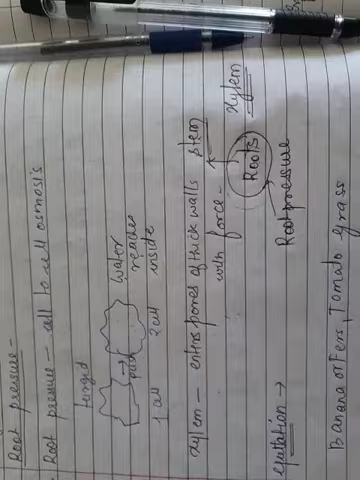 Root pressure -
Root pressure - cell to cell osmosis
turgid
push
water
reaches
inside
1 cell 2 cell
xylem - enters pores of thick walls stem
with force -
Roots
xylem
Root pressure
guttation →
Banana or fers, Tomato grass